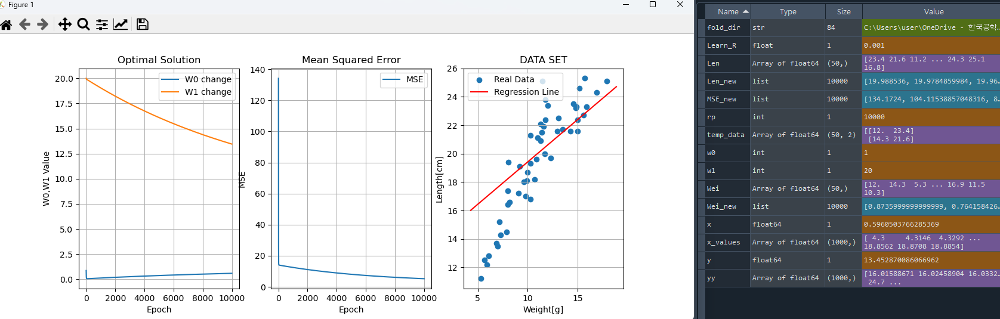 Figure 1
Optimal Solution
W0 change
W1 change
20.0
17.5
15.0
12.5
10.0
7.5
5.0
2.5
0.0
W0,W1 Value
0 2000 4000 6000 8000 10000
Epoch
Mean Squared Error
MSE
140
120
100
80
60
40
20
0
MSE
0 2000 4000 6000 8000 10000
Epoch
DATA SET
Real Data
Regression Line
26
24
22
20
18
16
14
12
Length[cm]
5 10 15
Weight[g]
Name Type Size Value
fold_dir str 84 C:\Users\user\OneDrive - 한국공학…
Learn_R float 1 0.001
Len Array of float64 (50,) [23.4 21.6 11.2 ... 24.3 25.1
16.8]
Len_new list 10000 [19.988536, 19.9784859984, 19.96…
MSE_new list 10000 [134.1724, 104.11538857048316, 8…
rp int 1 10000
temp_data Array of float64 (50, 2) [[12. 23.4]
[14.3 21.6]
w0 int 1 1
w1 int 1 20
Wei Array of float64 (50,) [12. 14.3 5.3 ... 16.9 11.5
10.3]
Wei_new list 10000 [0.8735999999999999, 0.764158426…
x float64 1 0.5960503766285369
x_values Array of float64 (1000,) [ 4.3 4.3146 4.3292 ...
18.8562 18.8708 18.8854]
y float64 1 13.452870086066962
yy Array of float64 (1000,) [16.01588671 16.02458904 16.0332…
24.7 ...